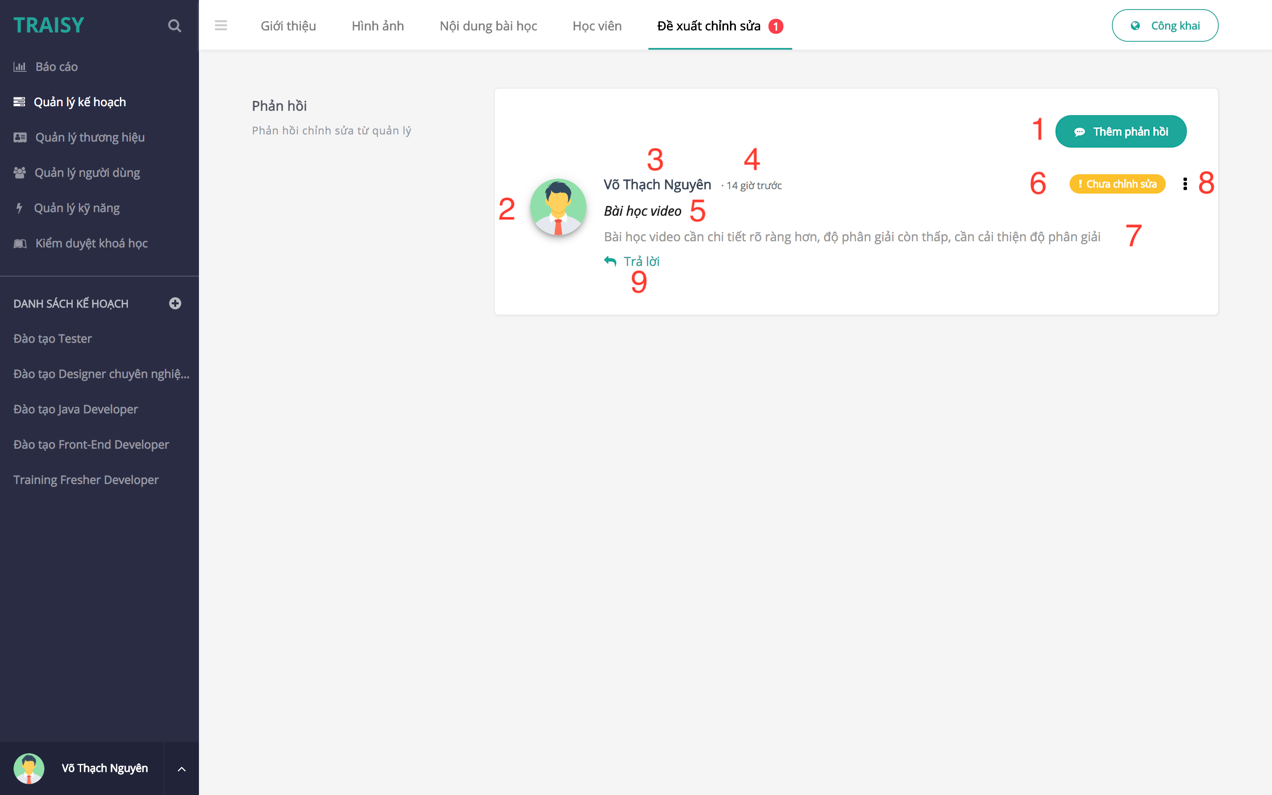 TRAISY
Báo cáo
Quản lý kế hoạch
Quản lý thương hiệu
Quản lý người dùng
Quản lý kỹ năng
Kiểm duyệt khoá học
DANH SÁCH KẾ HOẠCH
Đào tạo Tester
Đào tạo Designer chuyên nghiệ...
Đào tạo Java Developer
Đào tạo Front-End Developer
Training Fresher Developer
Võ Thạch Nguyên
Giới thiệu
Hình ảnh
Nội dung bài học
Học viên
Đề xuất chỉnh sửa 1
Công khai
Phản hồi
Phản hồi chỉnh sửa từ quản lý
1 Thêm phản hồi
3 4
2 Võ Thạch Nguyên · 14 giờ trước
6 ! Chưa chỉnh sửa 8
Bài học video 5
Bài học video cần chi tiết rõ ràng hơn, độ phân giải còn thấp, cần cải thiện độ phân giải 7
Trả lời
9